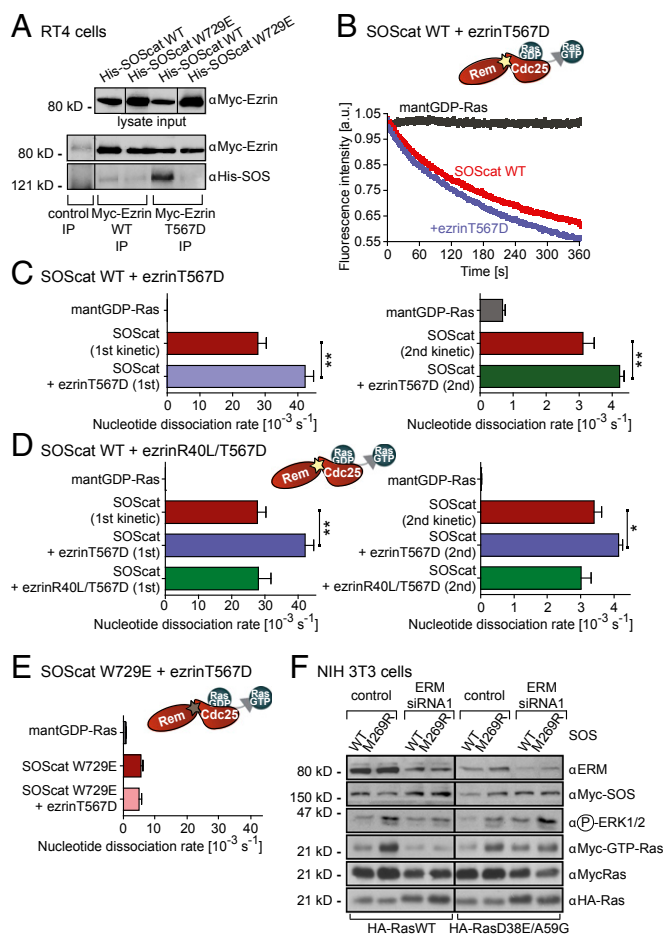 A RT4 cells
His-SOScat WT
His-SOScat W729E
His-SOScat WT
His-SOScat W729E
80 kD - αMyc-Ezrin
lysate input
80 kD - αMyc-Ezrin
121 kD - αHis-SOS
control IP
Myc-Ezrin WT IP
Myc-Ezrin T567D IP
B SOScat WT + ezrinT567D
Rem Cdc25 Ras GDP Ras GTP
mantGDP-Ras
SOScat WT
+ezrinT567D
Fluorescence intensity [a.u.]
1.05
0.95
0.85
0.75
0.65
0.55
0 60 120 180 240 300 360
Time [s]
C SOScat WT + ezrinT567D
mantGDP-Ras
SOScat
(1st kinetic)
SOScat
+ ezrinT567D (1st)
**
0 10 20 30 40
Nucleotide dissociation rate [10⁻³ s⁻¹]
mantGDP-Ras
SOScat
(2nd kinetic)
SOScat
+ ezrinT567D (2nd)
**
0 1 2 3 4
Nucleotide dissociation rate [10⁻³ s⁻¹]
D SOScat WT + ezrinR40L/T567D
Rem Cdc25 Ras GDP Ras GTP
mantGDP-Ras
SOScat
(1st kinetic)
SOScat
+ ezrinT567D (1st)
SOScat
+ ezrinR40L/T567D (1st)
**
0 10 20 30 40
Nucleotide dissociation rate [10⁻³ s⁻¹]
mantGDP-Ras
SOScat
(2nd kinetic)
SOScat
+ ezrinT567D (2nd)
SOScat
+ ezrinR40L/T567D (2nd)
*
0 1 2 3 4
Nucleotide dissociation rate [10⁻³ s⁻¹]
E SOScat W729E + ezrinT567D
Rem Cdc25 Ras GDP Ras GTP
mantGDP-Ras
SOScat W729E
SOScat W729E
+ ezrinT567D
0 10 20 30 40
Nucleotide dissociation rate [10⁻³ s⁻¹]
F NIH 3T3 cells
control ERM siRNA1 control ERM siRNA1
WT M269R WT M269R WT M269R WT M269R SOS
80 kD - αERM
150 kD - αMyc-SOS
47 kD - αⓅ-ERK1/2
21 kD - αMyc-GTP-Ras
21 kD - αMycRas
21 kD - αHA-Ras
HA-RasWT HA-RasD38E/A59G